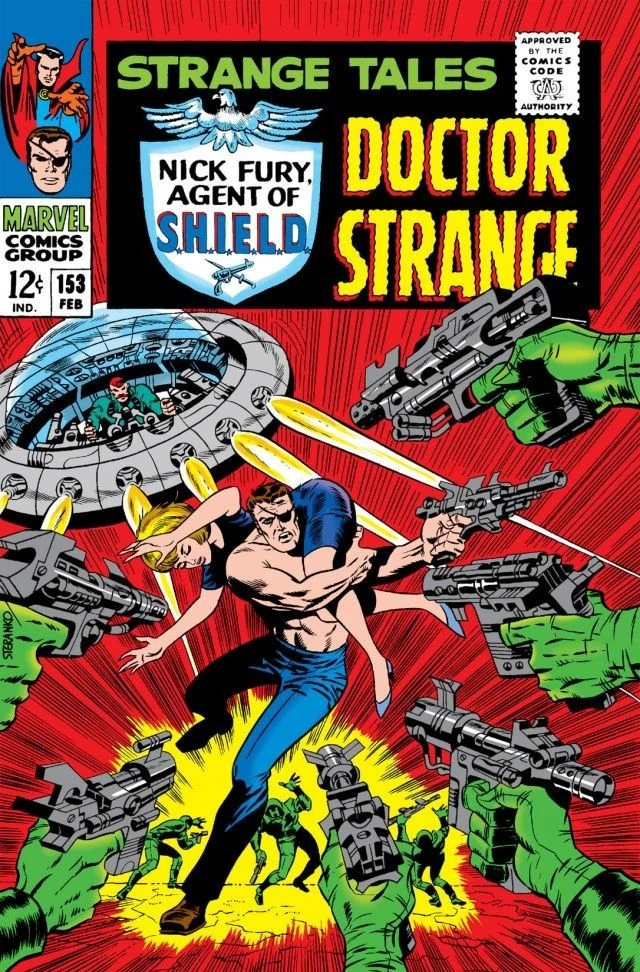 STRANGE TALES
APPROVED
BY THE
COMICS
CODE
CA
AUTHORITY
NICK FURY,
AGENT OF
S.H.I.E.L.D.
DOCTOR
STRANGE
MARVEL
COMICS
GROUP
12¢
IND.
153
FEB
STERANKO